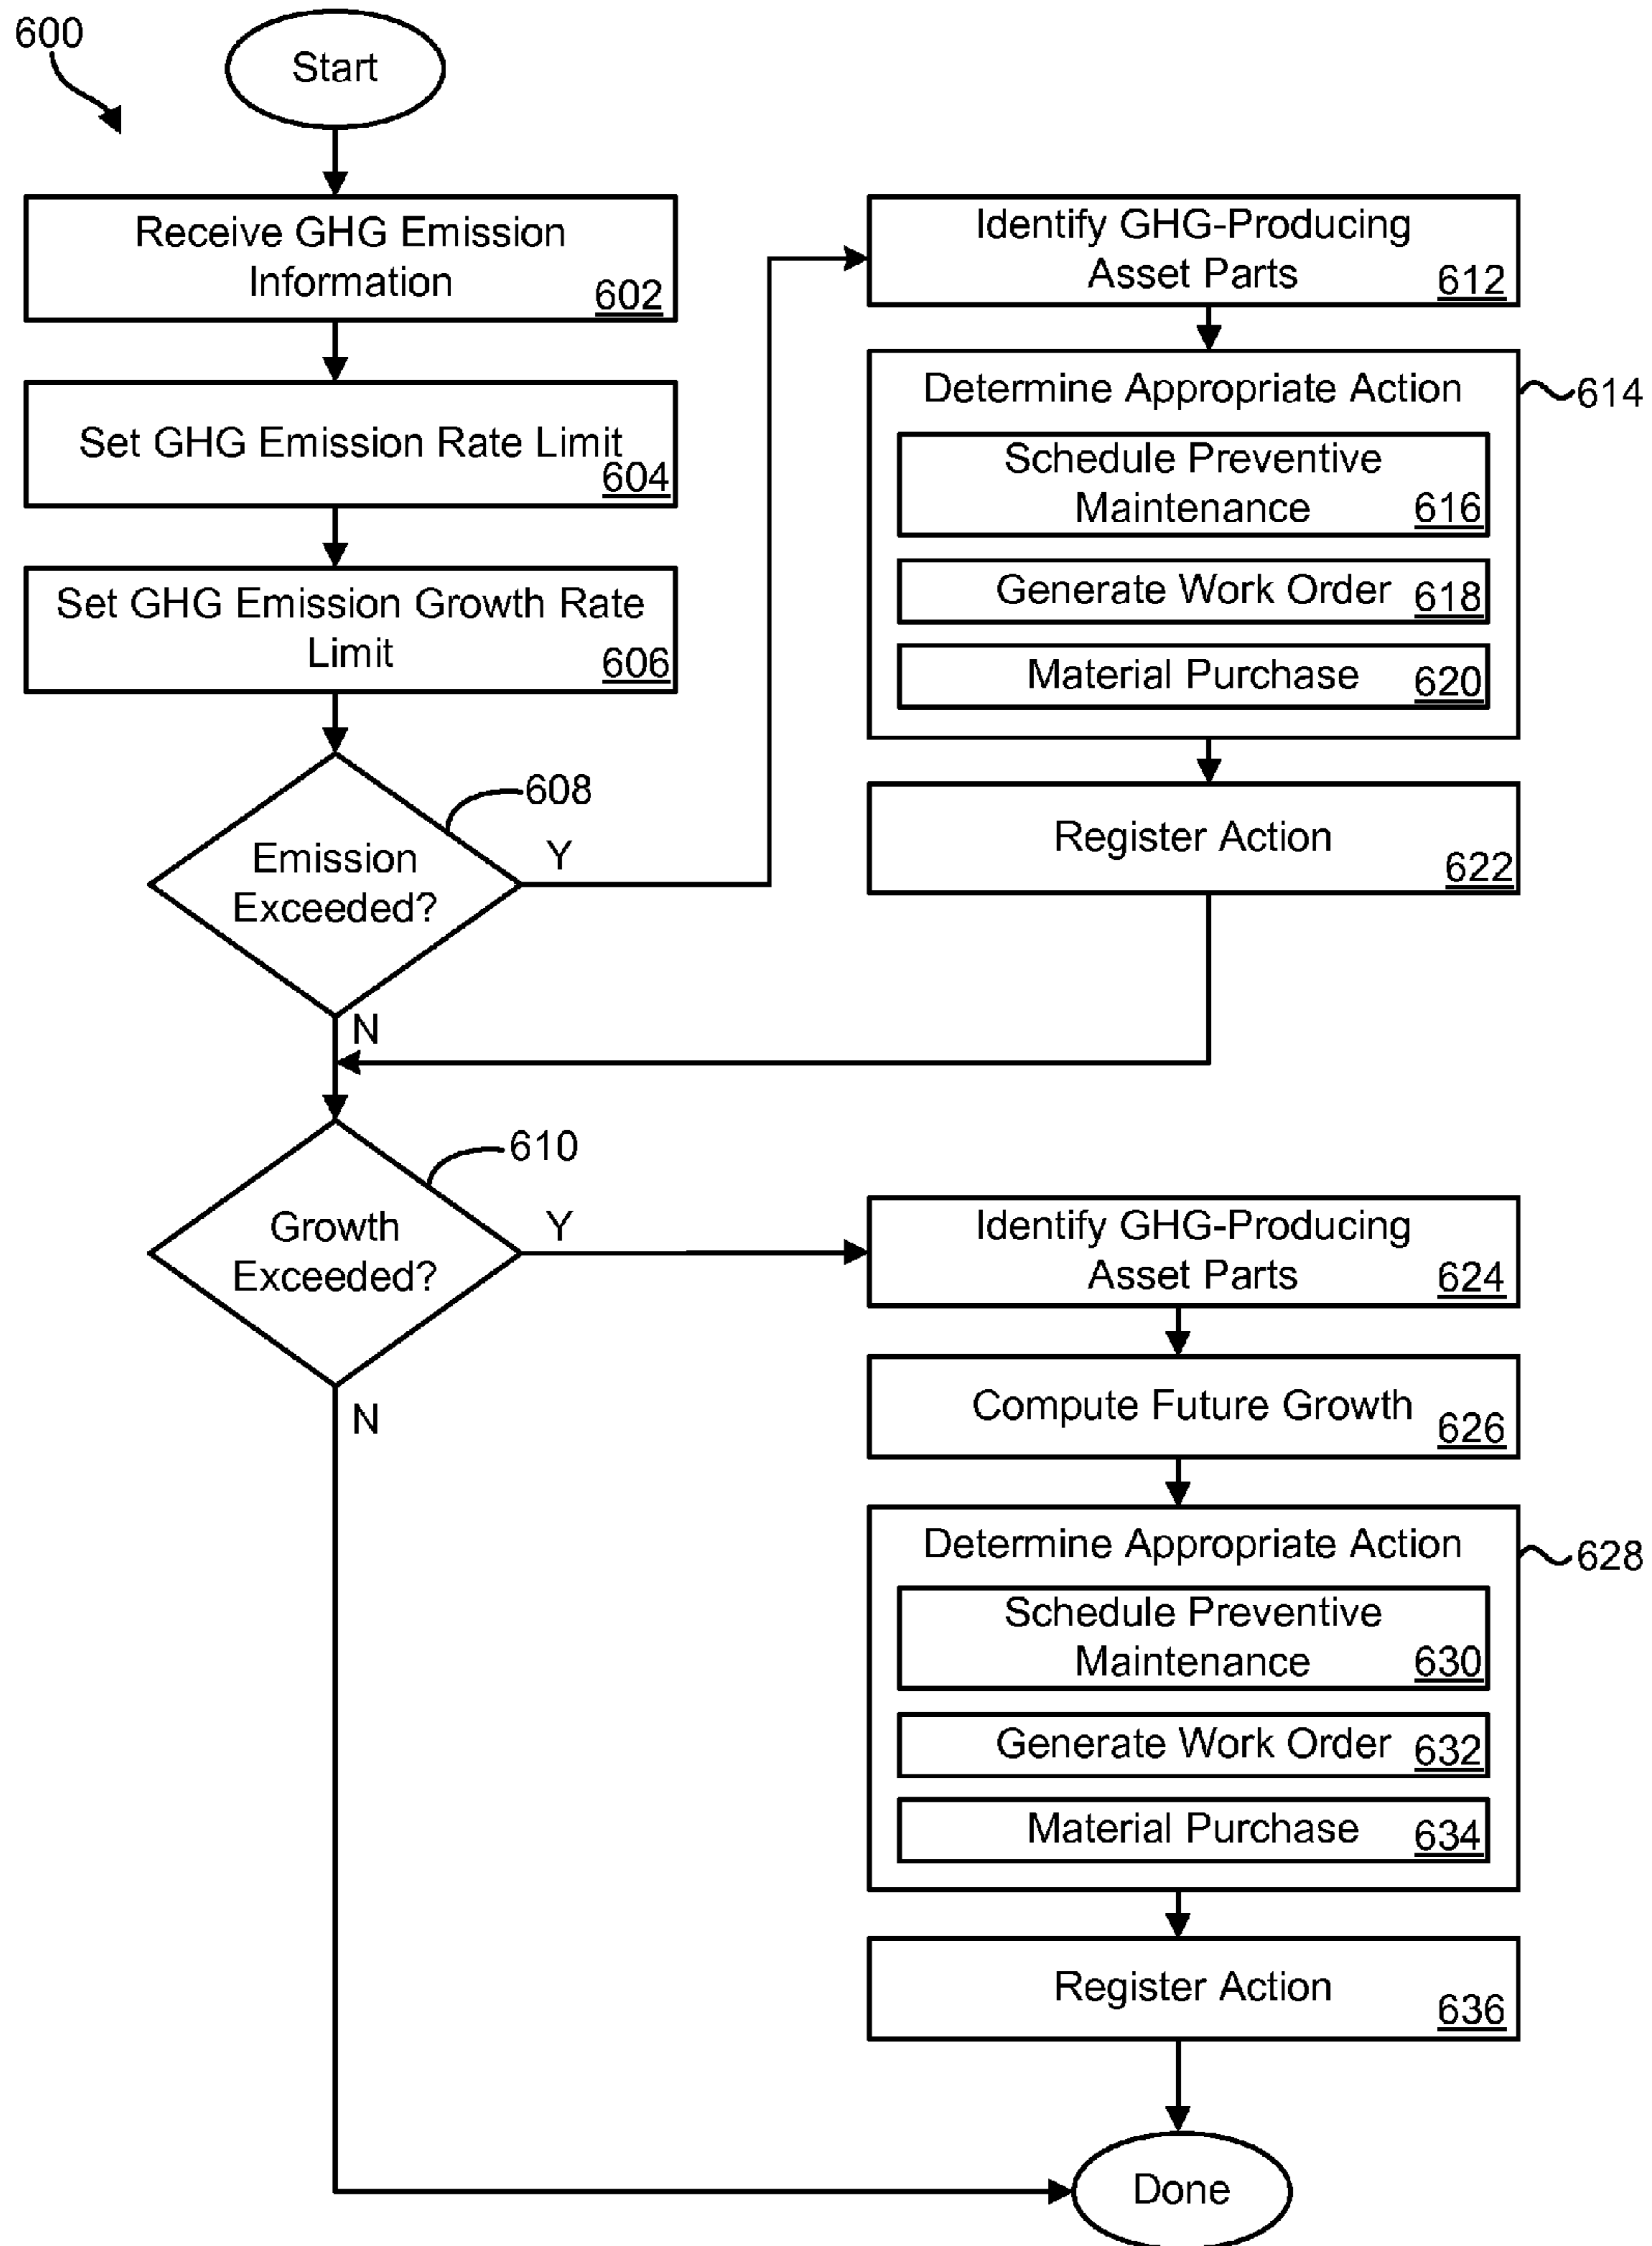 600
Start
Receive GHG Emission
Information
602
Set GHG Emission Rate Limit
604
Set GHG Emission Growth Rate
Limit
606
608
Emission
Exceeded?
Y
N
Identify GHG-Producing
Asset Parts
612
Determine Appropriate Action
614
Schedule Preventive
Maintenance
616
Generate Work Order
618
Material Purchase
620
Register Action
622
610
Growth
Exceeded?
Y
N
Identify GHG-Producing
Asset Parts
624
Compute Future Growth
626
Determine Appropriate Action
628
Schedule Preventive
Maintenance
630
Generate Work Order
632
Material Purchase
634
Register Action
636
Done